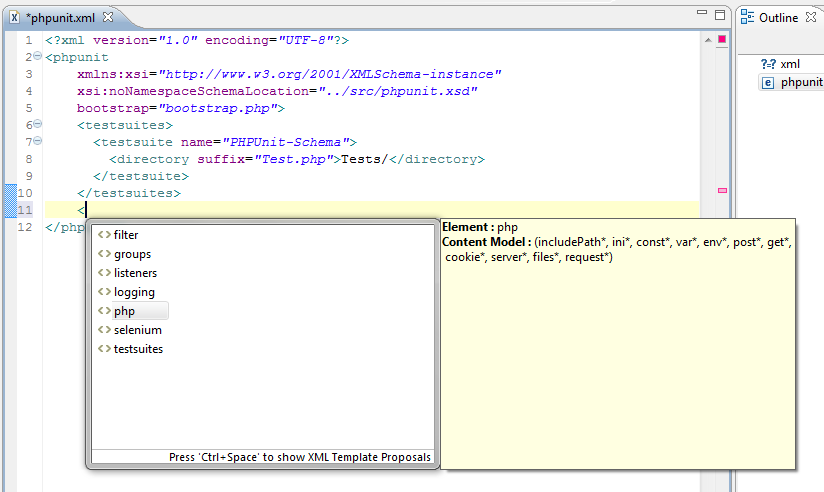 *phpunit.xml
Outline
1 <?xml version="1.0" encoding="UTF-8"?>
2 <phpunit
3 xmlns:xsi="http://www.w3.org/2001/XMLSchema-instance"
4 xsi:noNamespaceSchemaLocation="../src/phpunit.xsd"
5 bootstrap="bootstrap.php">
6 <testsuites>
7 <testsuite name="PHPUnit-Schema">
8 <directory suffix="Test.php">Tests/</directory>
9 </testsuite>
10 </testsuites>
11 <
12 </php
?=? xml
e phpunit
<> filter
<> groups
<> listeners
<> logging
<> php
<> selenium
<> testsuites
Press 'Ctrl+Space' to show XML Template Proposals
Element : php
Content Model : (includePath*, ini*, const*, var*, env*, post*, get*,
cookie*, server*, files*, request*)